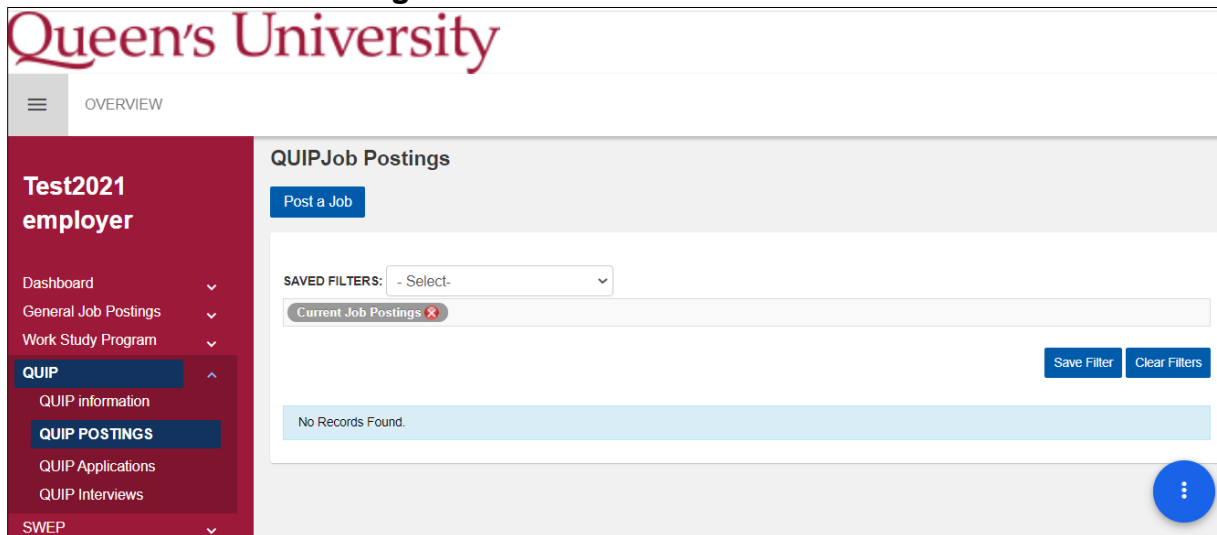 Queen's University
OVERVIEW
Test2021
employer
Dashboard
General Job Postings
Work Study Program
QUIP
QUIP information
QUIP POSTINGS
QUIP Applications
QUIP Interviews
SWEP
QUIPJob Postings
Post a Job
SAVED FILTERS: - Select-
Current Job Postings
Save Filter Clear Filters
No Records Found.